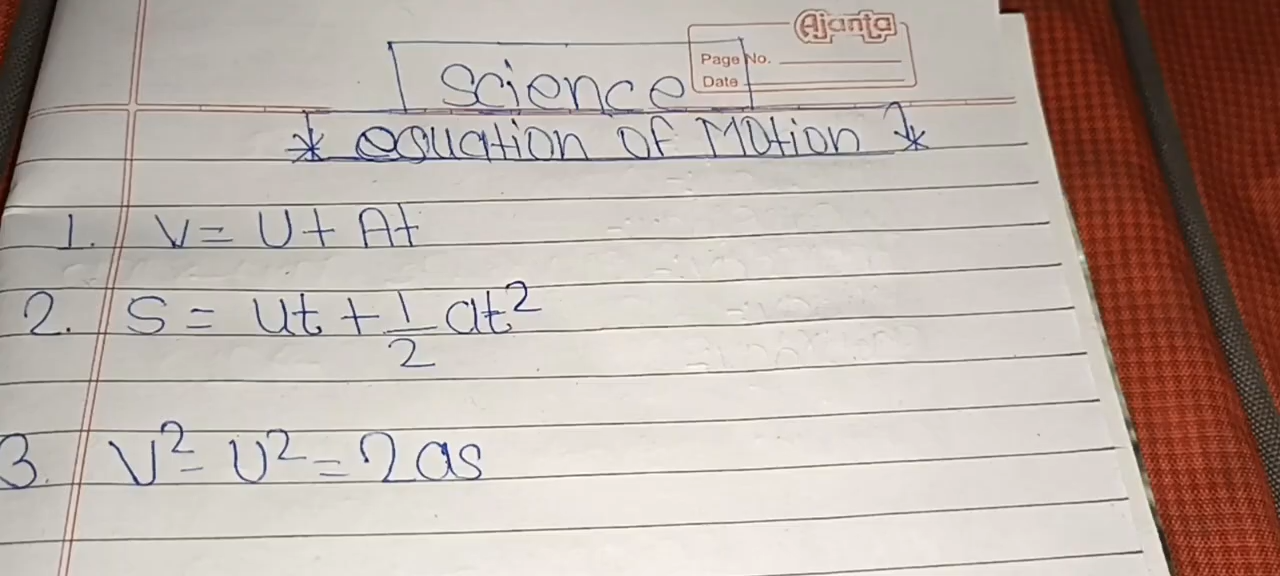 Ajanta
Page No.
Date
Science
* equation of Motion *
1. V = U + At
2. S = ut + 1/2 at²
3. V² - U² = 2as